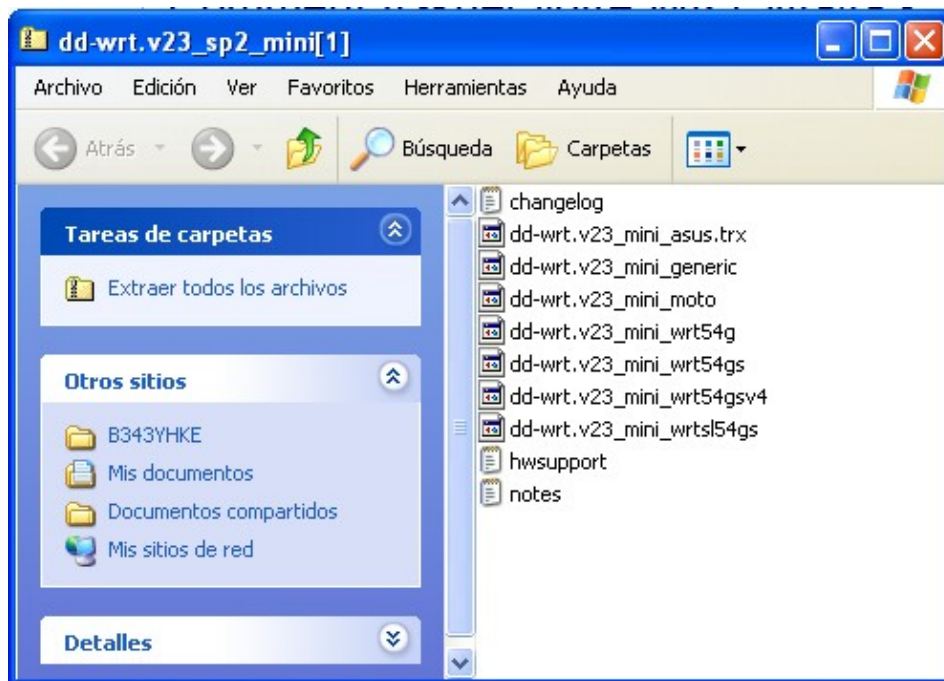 dd-wrt.v23_sp2_mini[1]
Archivo Edición Ver Favoritos Herramientas Ayuda
Atrás Búsqueda Carpetas
Tareas de carpetas
Extraer todos los archivos
Otros sitios
B343YHKE
Mis documentos
Documentos compartidos
Mis sitios de red
Detalles
changelog
dd-wrt.v23_mini_asus.trx
dd-wrt.v23_mini_generic
dd-wrt.v23_mini_moto
dd-wrt.v23_mini_wrt54g
dd-wrt.v23_mini_wrt54gs
dd-wrt.v23_mini_wrt54gsv4
dd-wrt.v23_mini_wrtsl54gs
hwsupport
notes